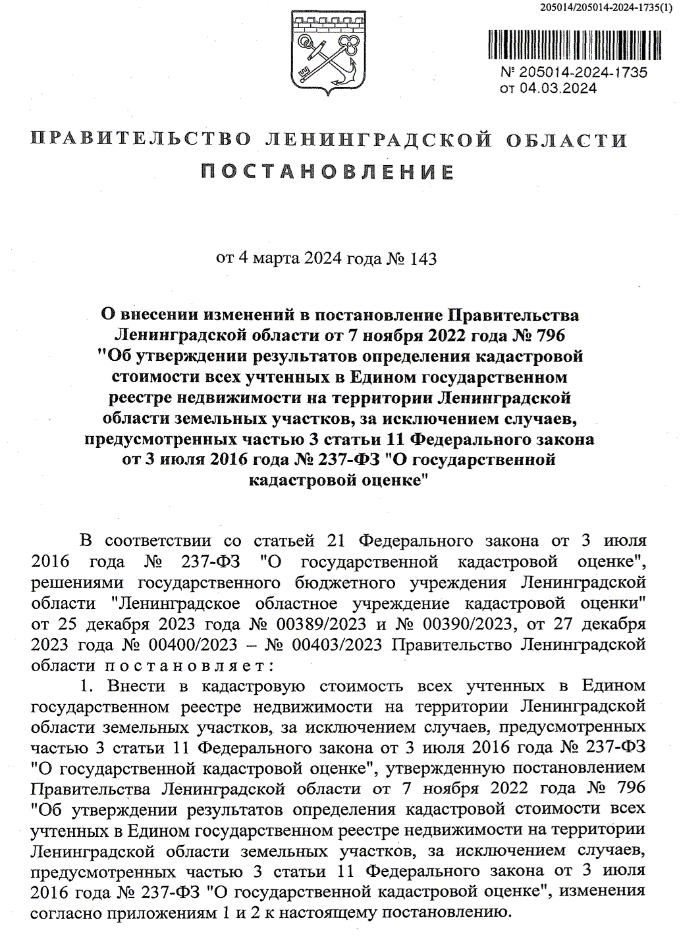 205014/205014-2024-1735(1)
№ 205014-2024-1735
от 04.03.2024
ПРАВИТЕЛЬСТВО ЛЕНИНГРАДСКОЙ ОБЛАСТИ
ПОСТАНОВЛЕНИЕ
от 4 марта 2024 года № 143
О внесении изменений в постановление Правительства
Ленинградской области от 7 ноября 2022 года № 796
"Об утверждении результатов определения кадастровой
стоимости всех учтенных в Едином государственном
реестре недвижимости на территории Ленинградской
области земельных участков, за исключением случаев,
предусмотренных частью 3 статьи 11 Федерального закона
от 3 июля 2016 года № 237-ФЗ "О государственной
кадастровой оценке"
В соответствии со статьей 21 Федерального закона от 3 июля
2016 года № 237-ФЗ "О государственной кадастровой оценке",
решениями государственного бюджетного учреждения Ленинградской
области "Ленинградское областное учреждение кадастровой оценки"
от 25 декабря 2023 года № 00389/2023 и № 00390/2023, от 27 декабря
2023 года № 00400/2023 – № 00403/2023 Правительство Ленинградской
области постановляет:
1. Внести в кадастровую стоимость всех учтенных в Едином
государственном реестре недвижимости на территории Ленинградской
области земельных участков, за исключением случаев, предусмотренных
частью 3 статьи 11 Федерального закона от 3 июля 2016 года № 237-ФЗ
"О государственной кадастровой оценке", утвержденную постановлением
Правительства Ленинградской области от 7 ноября 2022 года № 796
"Об утверждении результатов определения кадастровой стоимости всех
учтенных в Едином государственном реестре недвижимости на территории
Ленинградской области земельных участков, за исключением случаев,
предусмотренных частью 3 статьи 11 Федерального закона от 3 июля
2016 года № 237-ФЗ "О государственной кадастровой оценке", изменения
согласно приложениям 1 и 2 к настоящему постановлению.